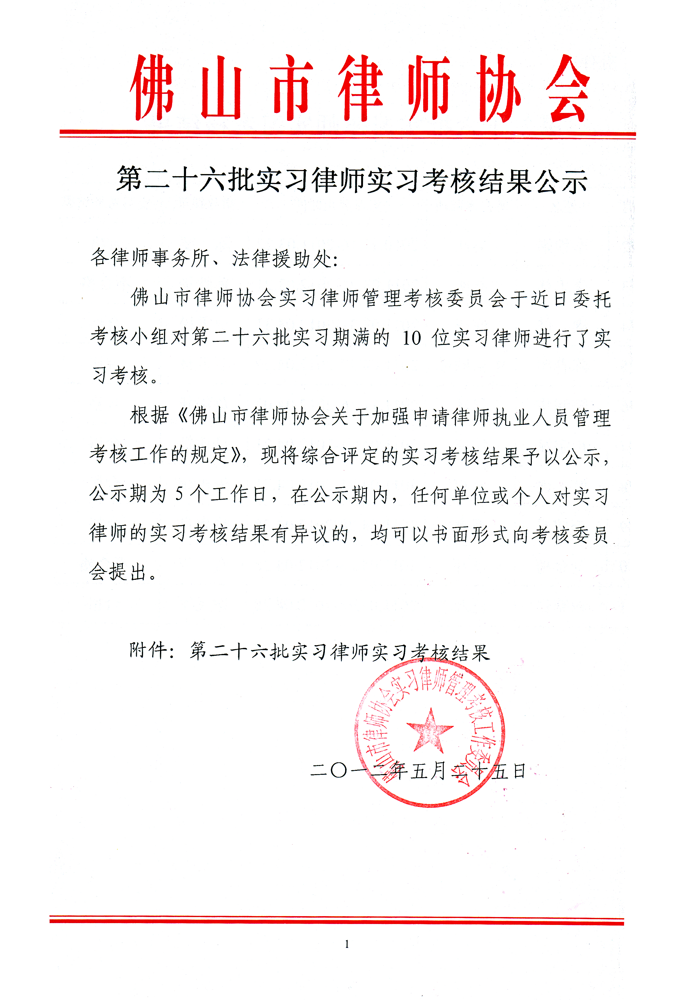 佛山市律师协会
第二十六批实习律师实习考核结果公示
各律师事务所、法律援助处:
佛山市律师协会实习律师管理考核委员会于近日委托
考核小组对第二十六批实习期满的 10 位实习律师进行了实
习考核。
根据《佛山市律师协会关于加强申请律师执业人员管理
考核工作的规定》，现将综合评定的实习考核结果予以公示，
公示期为 5 个工作日，在公示期内，任何单位或个人对实习
律师的实习考核结果有异议的，均可以书面形式向考核委员
会提出。
附件：第二十六批实习律师实习考核结果
佛山市律师协会实习律师管理考核工作委员会
二〇一二年五月二十五日
1